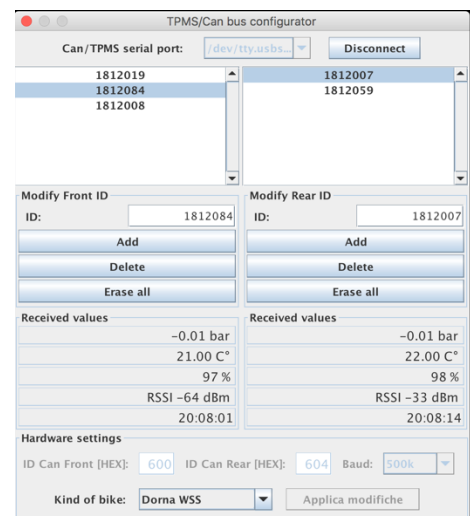 TPMS/Can bus configurator
Can/TPMS serial port: /dev/tty.usbs... Disconnect
1812019 1812007
1812084 1812059
1812008
Modify Front ID Modify Rear ID
ID: 1812084 ID: 1812007
Add Add
Delete Delete
Erase all Erase all
Received values Received values
-0.01 bar -0.01 bar
21.00 C° 22.00 C°
97 % 98 %
RSSI -64 dBm RSSI -33 dBm
20:08:01 20:08:14
Hardware settings
ID Can Front [HEX]: 600 ID Can Rear [HEX]: 604 Baud: 500k
Kind of bike: Dorna WSS Applica modifiche